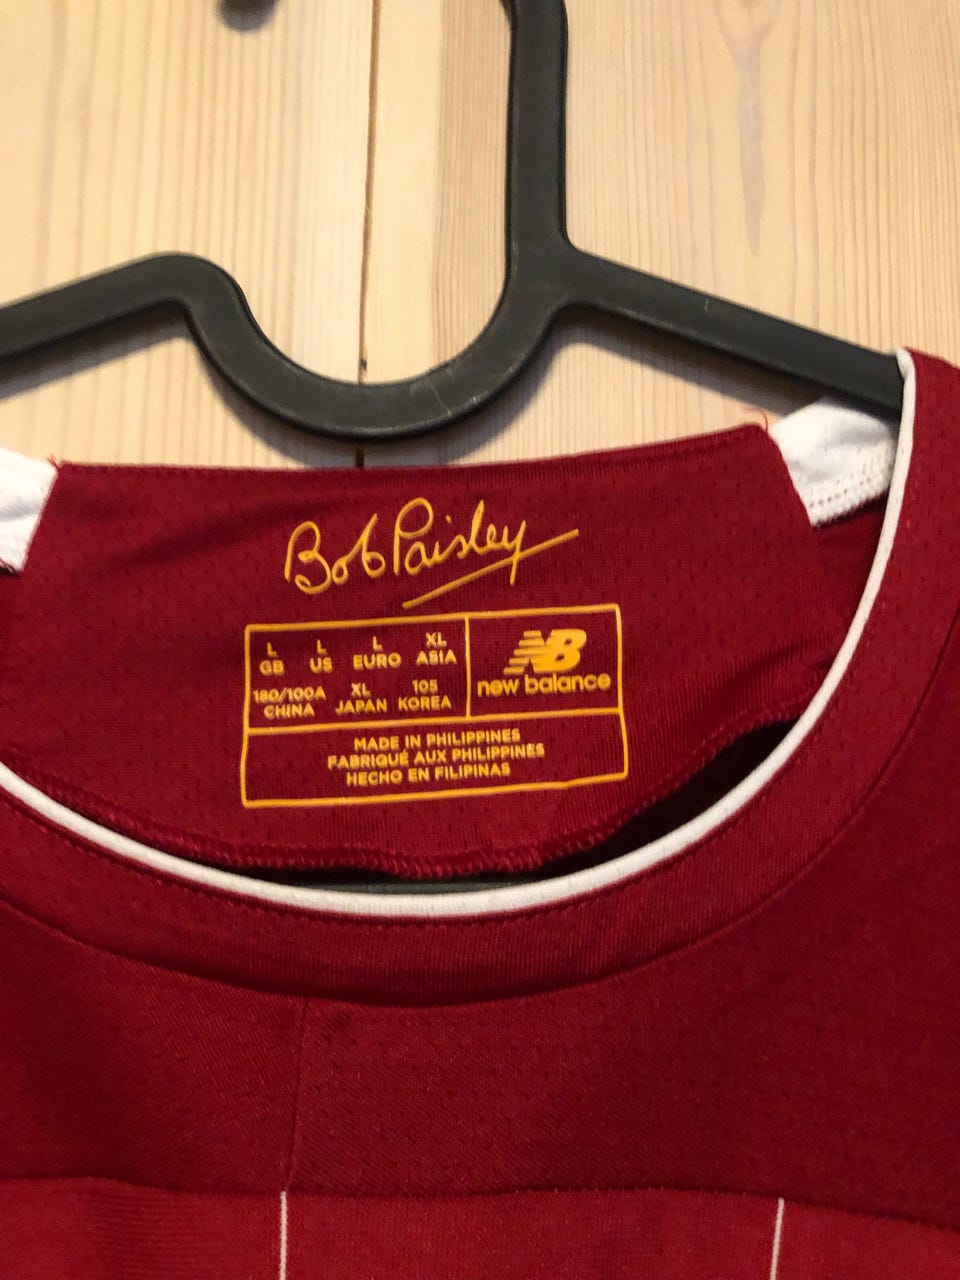 Bob Paisley
L L L XL
GB US EURO ASIA
180/100A XL 105
CHINA JAPAN KOREA
NB
new balance
MADE IN PHILIPPINES
FABRIQUÉ AUX PHILIPPINES
HECHO EN FILIPINAS